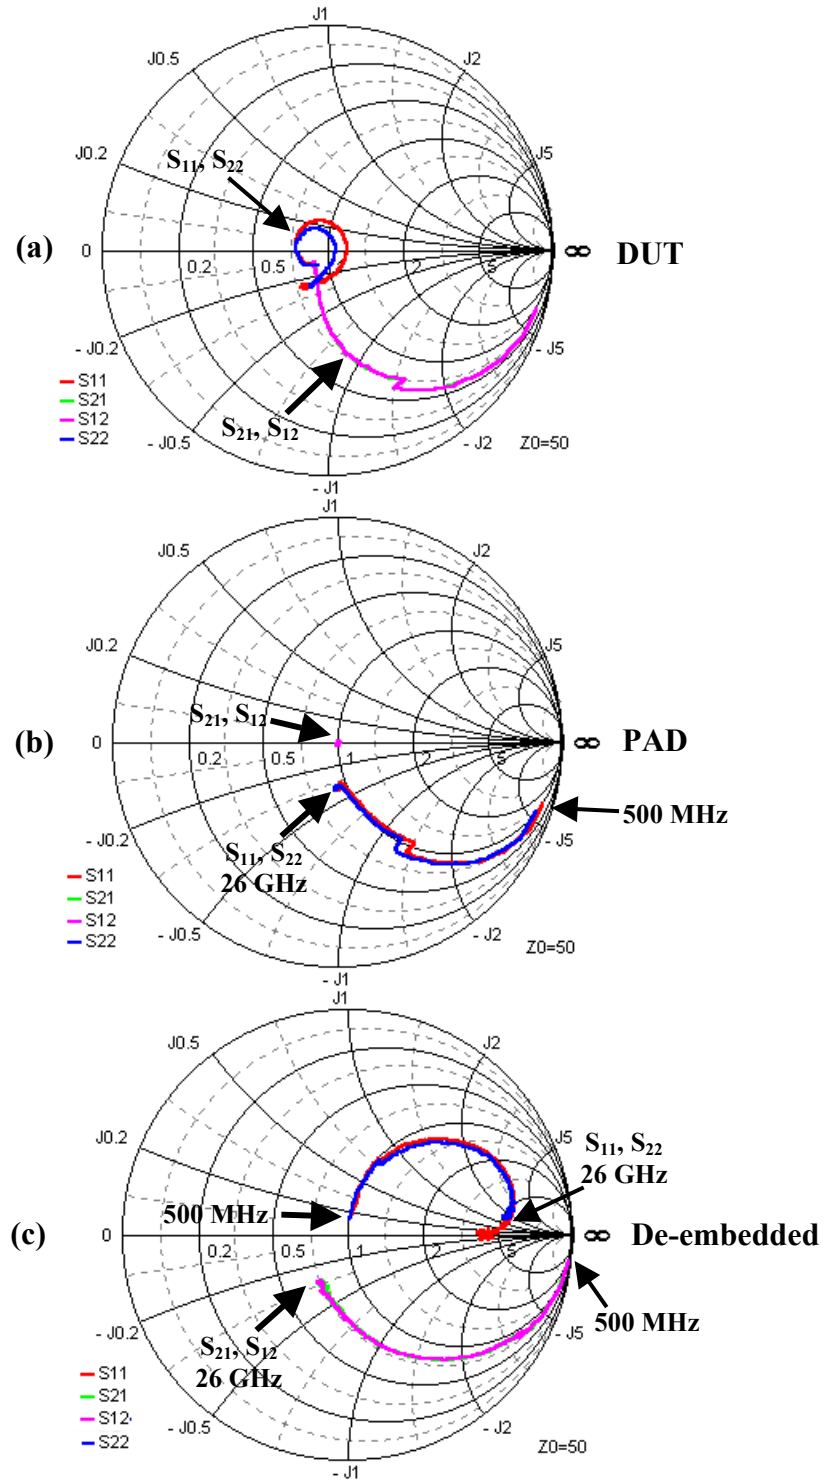 J1
J0.5
J2
J0.2
J5
S11, S22
(a)
0
0.2
0.5
2
5
∞
DUT
- J0.2
- J5
S11
S21
S12
S22
S21, S12
- J0.5
- J2
Z0=50
- J1
J1
J0.5
J2
J0.2
J5
S21, S12
(b)
0
0.2
0.5
1
2
5
∞
PAD
500 MHz
- J0.2
- J5
S11, S22
26 GHz
S11
S21
S12
S22
- J0.5
- J2
Z0=50
- J1
J1
J0.5
J2
J0.2
J5
S11, S22
26 GHz
500 MHz
(c)
0
0.2
0.5
1
2
5
∞
De-embedded
- J0.2
- J5
500 MHz
S21, S12
26 GHz
S11
S21
S12
S22
- J0.5
- J2
Z0=50
- J1